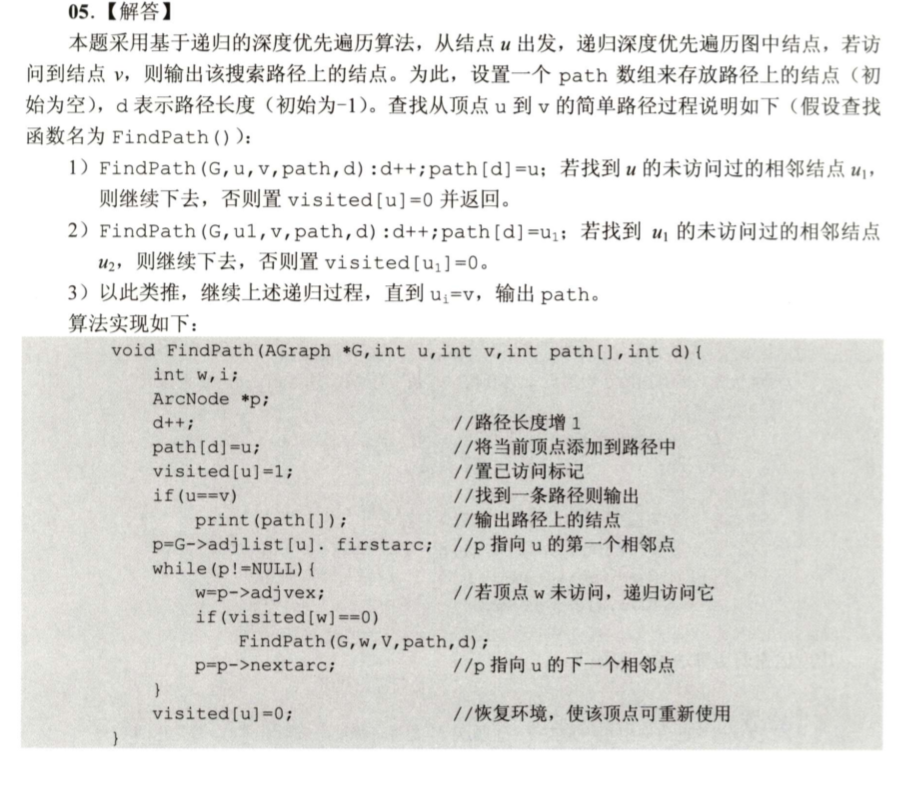 05.【解答】
本题采用基于递归的深度优先遍历算法，从结点 u 出发，递归深度优先遍历图中结点，若访
问到结点 v，则输出该搜索路径上的结点。为此，设置一个 path 数组来存放路径上的结点（初
始为空），d 表示路径长度（初始为-1）。查找从顶点 u 到 v 的简单路径过程说明如下（假设查找
函数名为 FindPath()）：
1）FindPath(G,u,v,path,d):d++;path[d]=u；若找到 u 的未访问过的相邻结点 u₁，
则继续下去，否则置 visited[u]=0 并返回。
2）FindPath(G,u1,v,path,d):d++;path[d]=u₁；若找到 u₁ 的未访问过的相邻结点
u₂，则继续下去，否则置 visited[u₁]=0。
3）以此类推，继续上述递归过程，直到 uᵢ=v，输出 path。
算法实现如下：
void FindPath(AGraph *G,int u,int v,int path[],int d){
int w,i;
ArcNode *p;
d++; //路径长度增 1
path[d]=u; //将当前顶点添加到路径中
visited[u]=1; //置已访问标记
if(u==v) //找到一条路径则输出
print(path[]); //输出路径上的结点
p=G->adjlist[u]. firstarc; //p 指向 u 的第一个相邻点
while(p!=NULL){
w=p->adjvex; //若顶点 w 未访问，递归访问它
if(visited[w]==0)
FindPath(G,w,V,path,d);
p=p->nextarc; //p 指向 u 的下一个相邻点
}
visited[u]=0; //恢复环境，使该顶点可重新使用
}